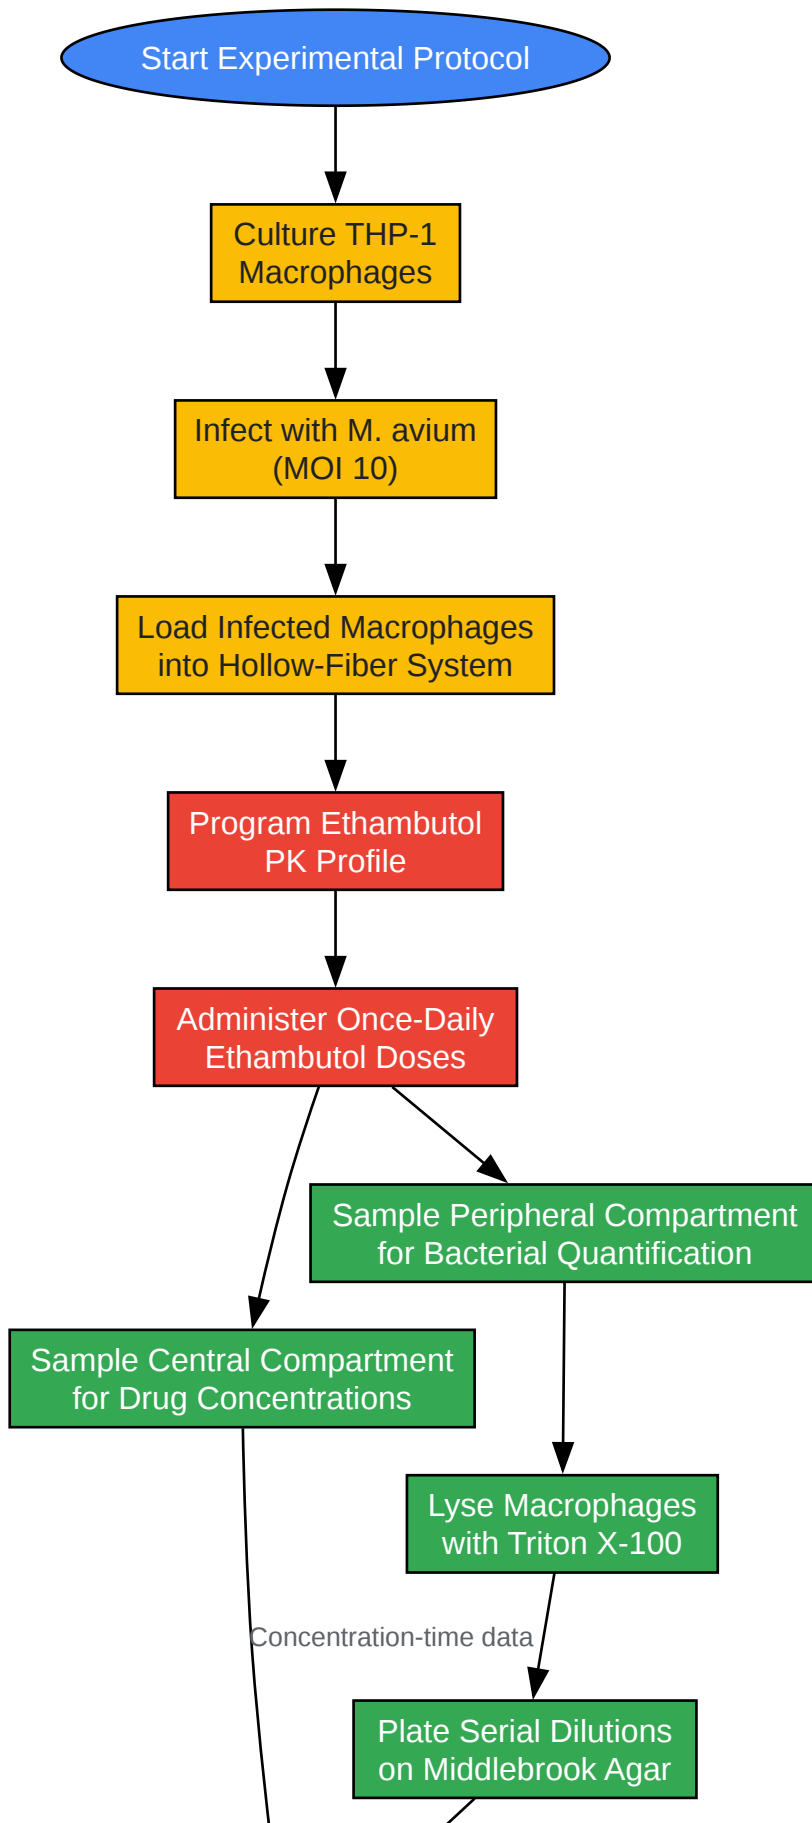 Start Experimental Protocol
Culture THP-1
Macrophages
Infect with M. avium
(MOI 10)
Load Infected Macrophages
into Hollow-Fiber System
Program Ethambutol
PK Profile
Administer Once-Daily
Ethambutol Doses
Sample Peripheral Compartment
for Bacterial Quantification
Sample Central Compartment
for Drug Concentrations
Lyse Macrophages
with Triton X-100
Concentration-time data
Plate Serial Dilutions
on Middlebrook Agar